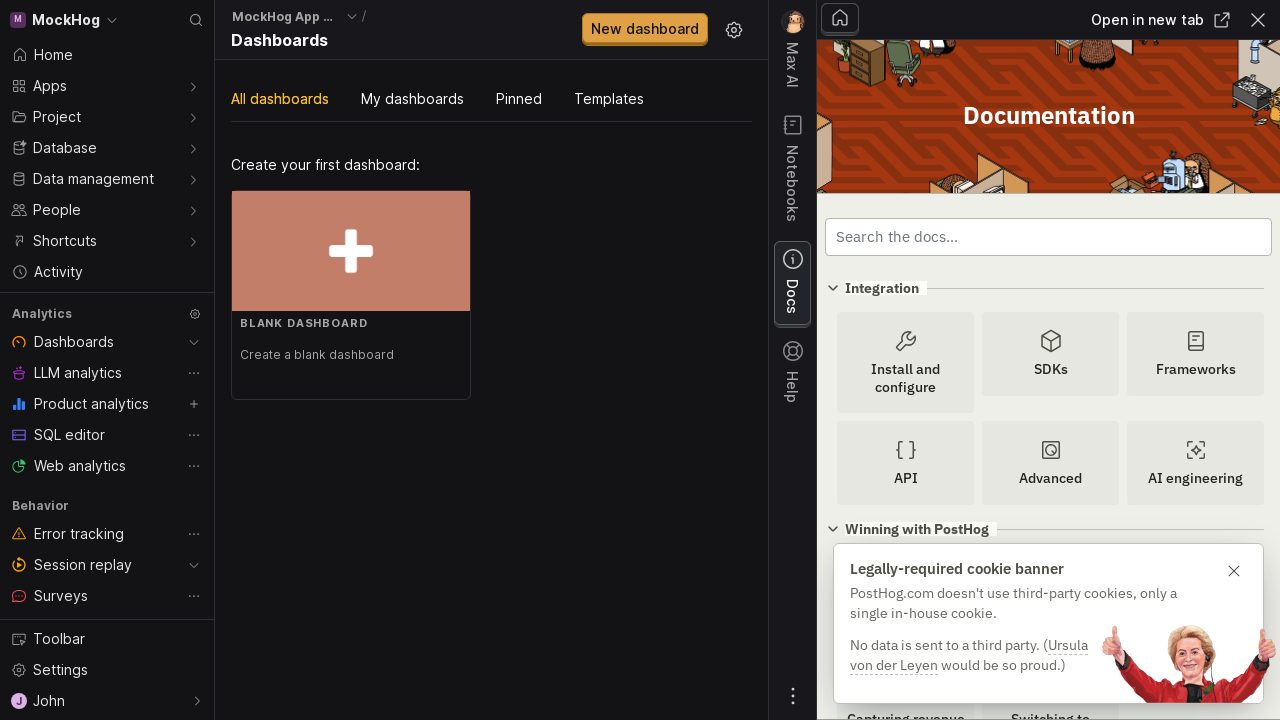 M MockHog
Home
Apps
Project
Database
Data management
People
Shortcuts
Activity
Analytics
Dashboards
LLM analytics
Product analytics
SQL editor
Web analytics
Behavior
Error tracking
Session replay
Surveys
Toolbar
Settings
J John
MockHog App ... /
Dashboards
New dashboard
All dashboards My dashboards Pinned Templates
Create your first dashboard:
BLANK DASHBOARD
Create a blank dashboard
Max AI
Notebooks
Docs
Help
Open in new tab
Documentation
Search the docs...
Integration
Install and
configure
SDKs
Frameworks
API
Advanced
AI engineering
Winning with PostHog
Legally-required cookie banner
PostHog.com doesn't use third-party cookies, only a
single in-house cookie.
No data is sent to a third party. (Ursula
von der Leyen would be so proud.)
Capturing revenue
Switching to